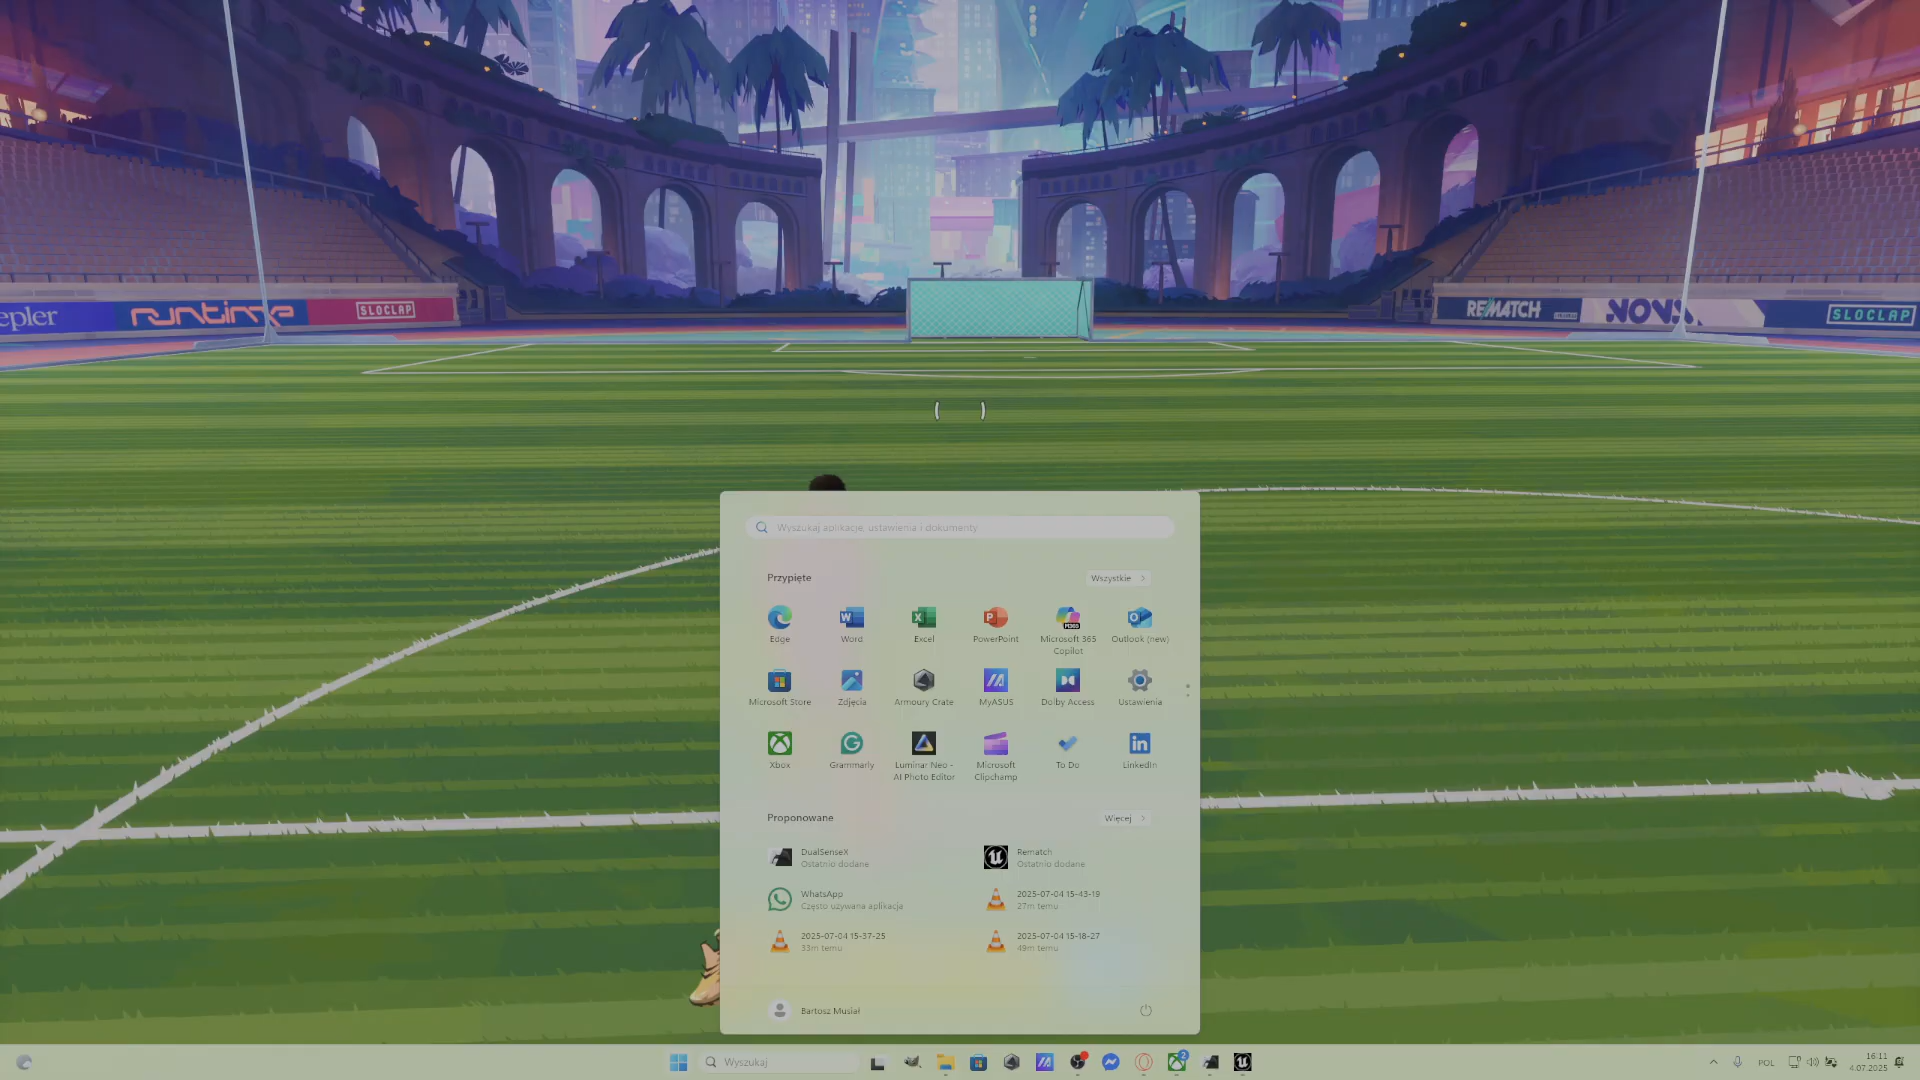 epler
runtime
SLOCLAP
REMATCH
SLOCLAP
Wyszukaj aplikacje, ustawienia i dokumenty
Przypięte
Wszystkie
Edge
Word
Excel
PowerPoint
Microsoft 365
Copilot
Outlook (new)
Microsoft Store
Zdjęcia
Armoury Crate
MyASUS
Dolby Access
Ustawienia
Xbox
Grammarly
Luminar Neo -
AI Photo Editor
Microsoft
Clipchamp
To Do
LinkedIn
Proponowane
Więcej
DualSenseX
Ostatnio dodane
Rematch
Ostatnio dodane
WhatsApp
Często używana aplikacja
2025-07-04 15-43-19
27m temu
2025-07-04 15-37-25
33m temu
2025-07-04 15-18-27
49m temu
Bartosz Musiał
Wyszukaj
2
POL
16:11
4.07.2025